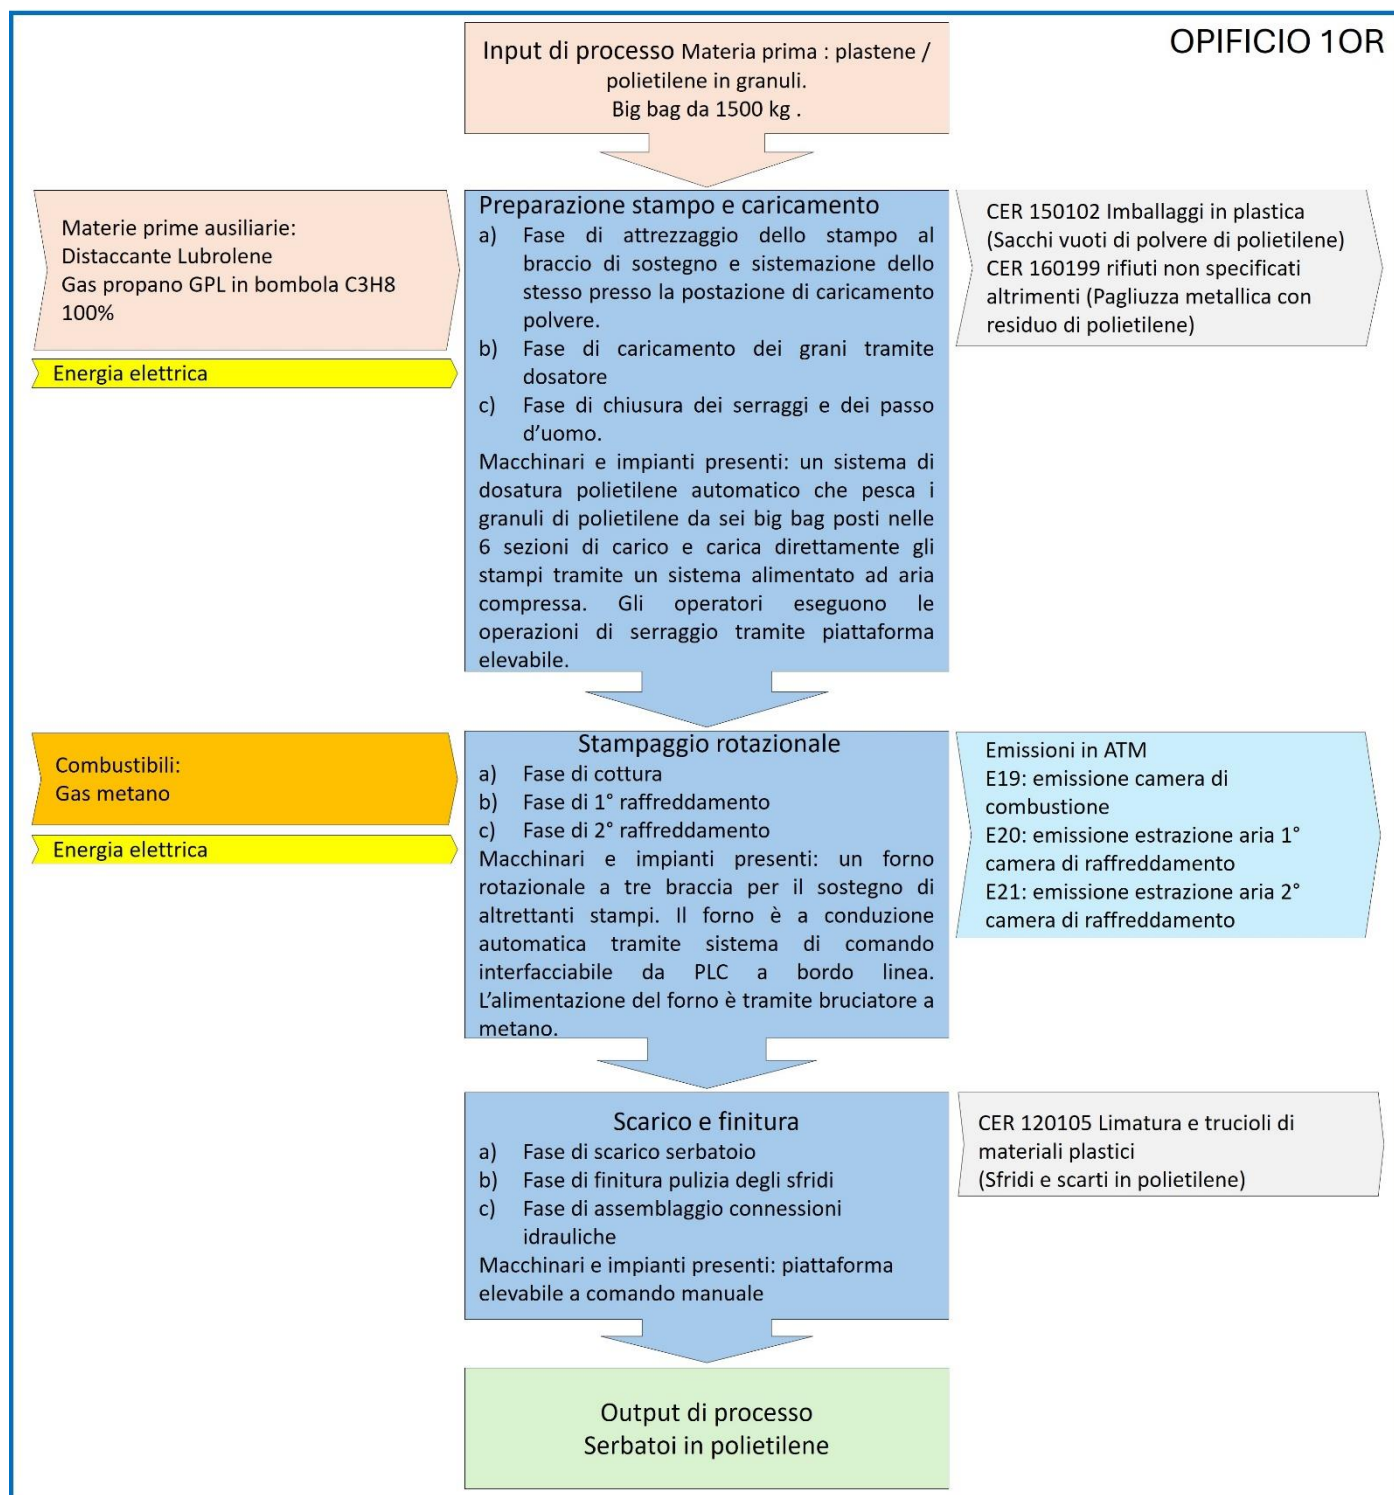 OPIFICIO 1OR
Input di processo Materia prima : plastene /
polietilene in granuli.
Big bag da 1500 kg .
Materie prime ausiliarie:
Distaccante Lubrolene
Gas propano GPL in bombola C3H8
100%
Energia elettrica
Preparazione stampo e caricamento
a) Fase di attrezzaggio dello stampo al
braccio di sostegno e sistemazione dello
stesso presso la postazione di caricamento
polvere.
b) Fase di caricamento dei grani tramite
dosatore
c) Fase di chiusura dei serraggi e dei passo
d’uomo.
Macchinari e impianti presenti: un sistema di
dosatura polietilene automatico che pesca i
granuli di polietilene da sei big bag posti nelle
6 sezioni di carico e carica direttamente gli
stampi tramite un sistema alimentato ad aria
compressa. Gli operatori eseguono le
operazioni di serraggio tramite piattaforma
elevabile.
CER 150102 Imballaggi in plastica
(Sacchi vuoti di polvere di polietilene)
CER 160199 rifiuti non specificati
altrimenti (Pagliuzza metallica con
residuo di polietilene)
Combustibili:
Gas metano
Energia elettrica
Stampaggio rotazionale
a) Fase di cottura
b) Fase di 1° raffreddamento
c) Fase di 2° raffreddamento
Macchinari e impianti presenti: un forno
rotazionale a tre braccia per il sostegno di
altrettanti stampi. Il forno è a conduzione
automatica tramite sistema di comando
interfacciabile da PLC a bordo linea.
L’alimentazione del forno è tramite bruciatore a
metano.
Emissioni in ATM
E19: emissione camera di
combustione
E20: emissione estrazione aria 1°
camera di raffreddamento
E21: emissione estrazione aria 2°
camera di raffreddamento
Scarico e finitura
a) Fase di scarico serbatoio
b) Fase di finitura pulizia degli sfridi
c) Fase di assemblaggio connessioni
idrauliche
Macchinari e impianti presenti: piattaforma
elevabile a comando manuale
CER 120105 Limatura e trucioli di
materiali plastici
(Sfridi e scarti in polietilene)
Output di processo
Serbatoi in polietilene